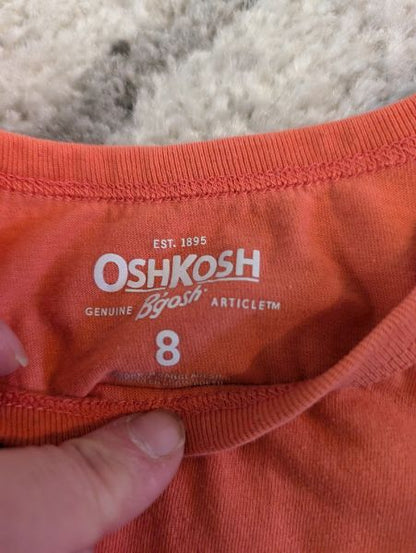 EST. 1895
OSHKOSH
GENUINE B'gosh ARTICLE™
8